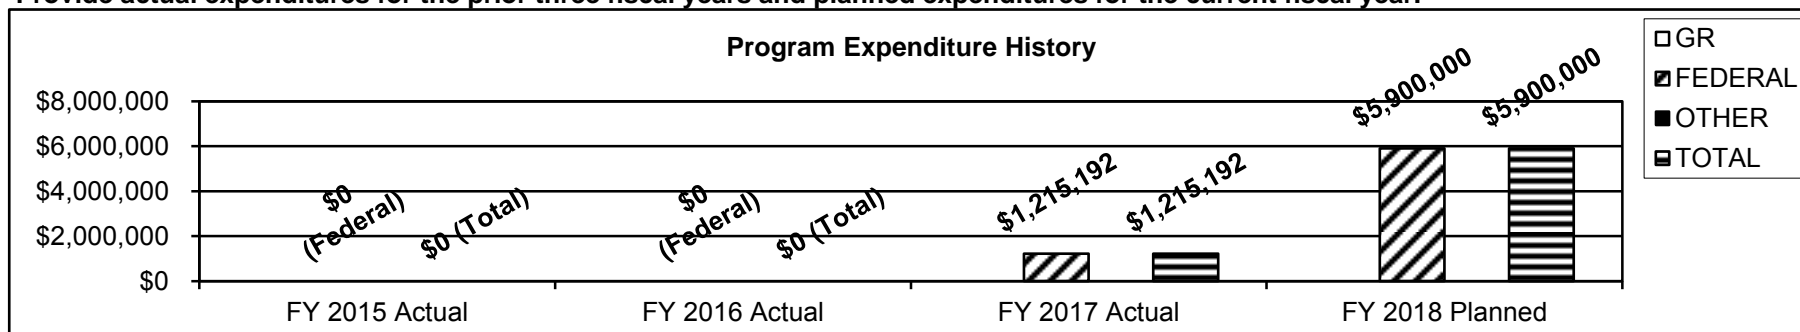 Provide actual expenditures for the prior three fiscal years and planned expenditures for the current fiscal year.
Program Expenditure History
GR
FEDERAL
OTHER
TOTAL
$8,000,000
$6,000,000
$4,000,000
$2,000,000
$0
$0
(Federal)
$0 (Total)
$0
(Federal)
$0 (Total)
$1,215,192
$1,215,192
$5,900,000
$5,900,000
FY 2015 Actual
FY 2016 Actual
FY 2017 Actual
FY 2018 Planned